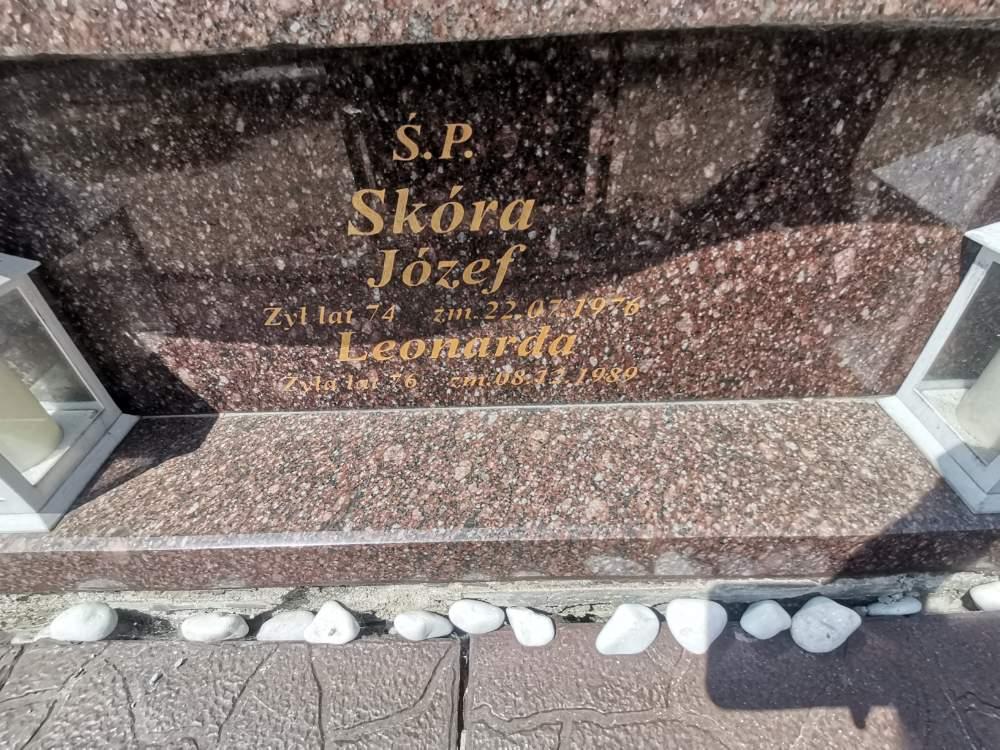 Ś.P.
Skóra
Józef
Żył lat 74 zm. 22.07.1976
Leonarda
Żyła lat 76 zm. 08.12.1989